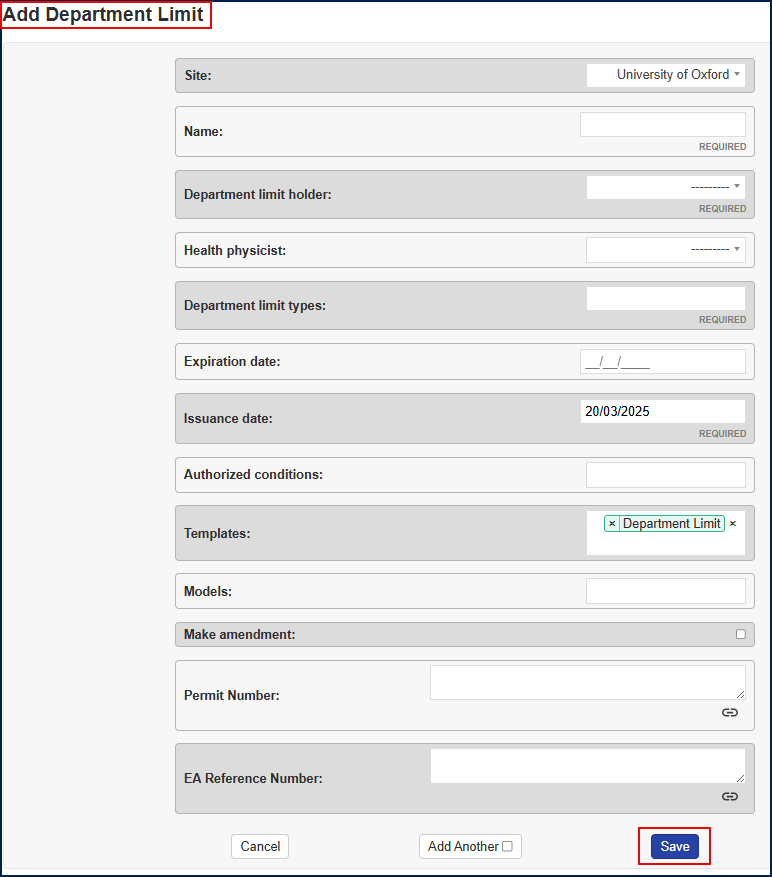 Add Department Limit
Site: University of Oxford
Name:
REQUIRED
Department limit holder: ---------
REQUIRED
Health physicist: ---------
Department limit types:
REQUIRED
Expiration date: __/__/____
Issuance date: 20/03/2025
REQUIRED
Authorized conditions:
Templates: × Department Limit ×
Models:
Make amendment:
Permit Number:
EA Reference Number:
Cancel Add Another Save